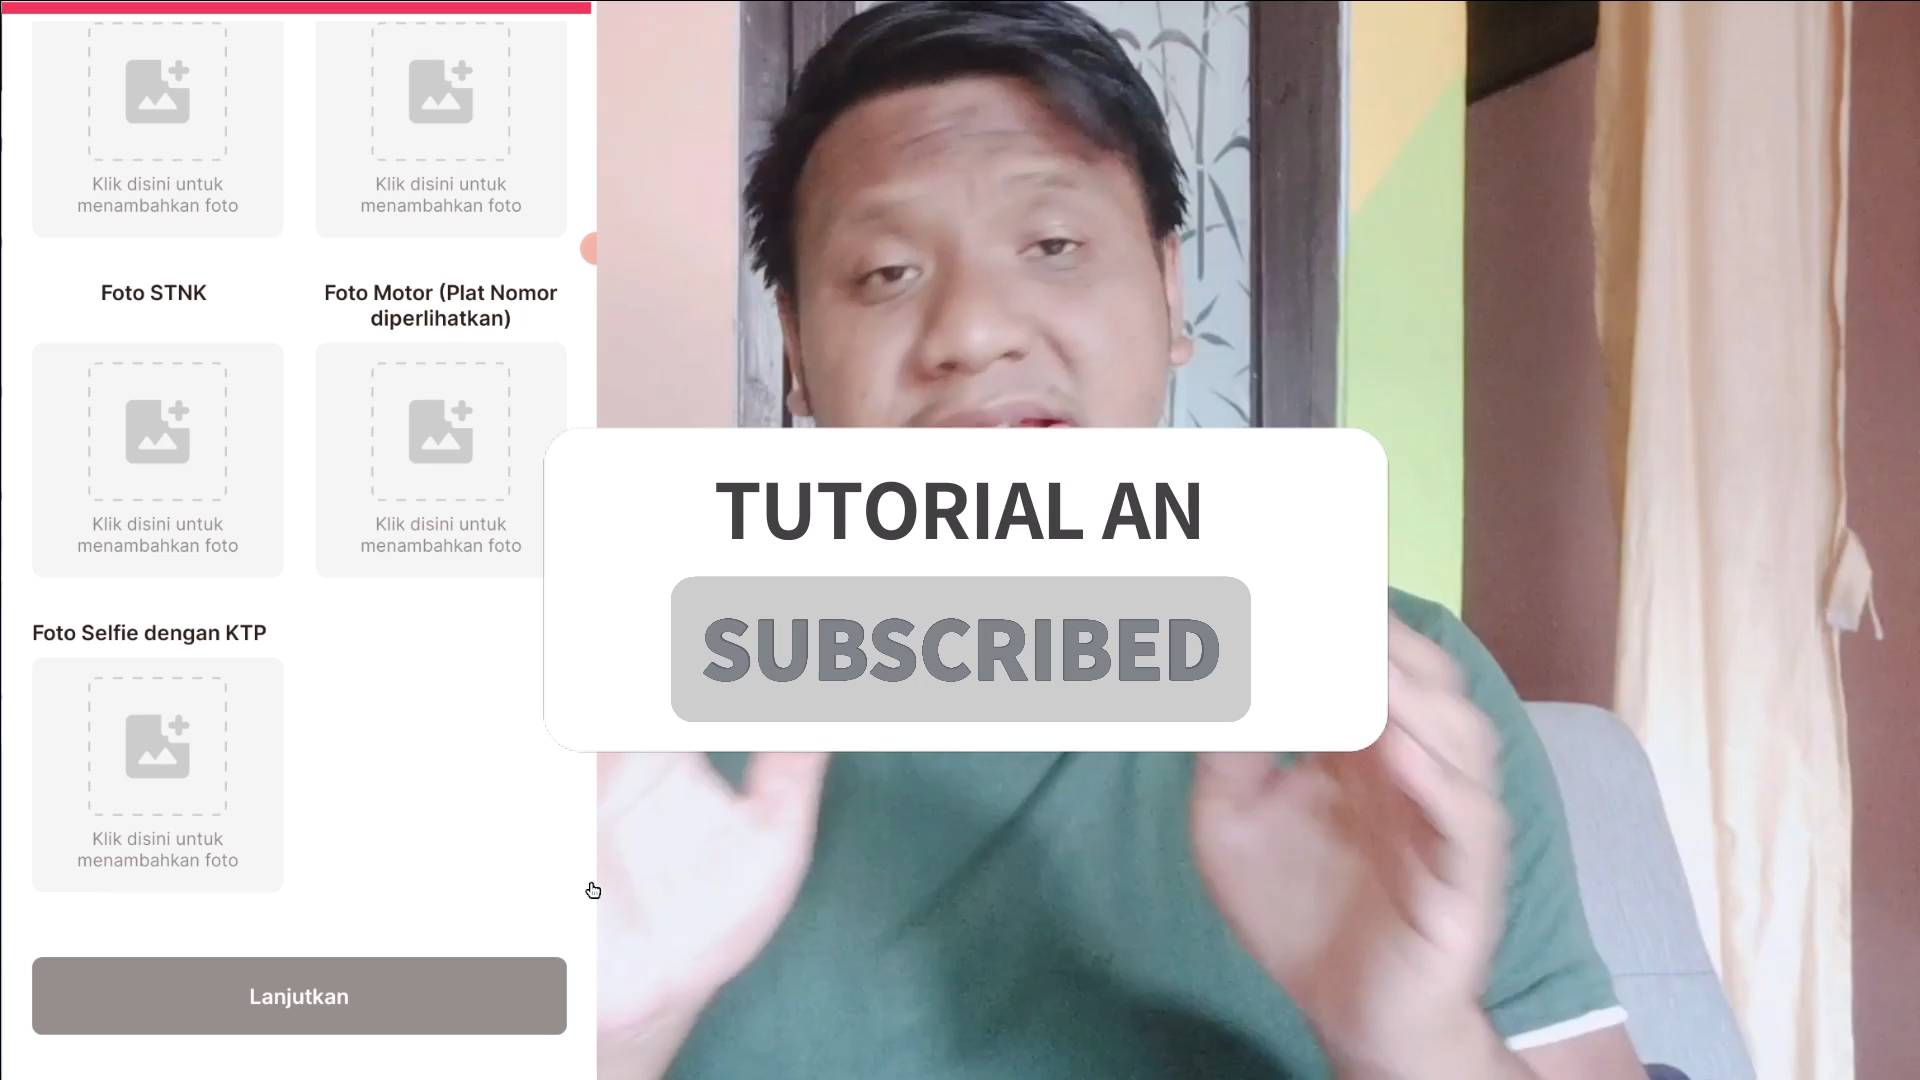 Klik disini untuk
menambahkan foto
Klik disini untuk
menambahkan foto
Foto STNK
Foto Motor (Plat Nomor
diperlihatkan)
Klik disini untuk
menambahkan foto
Klik disini untuk
menambahkan foto
Foto Selfie dengan KTP
Klik disini untuk
menambahkan foto
Lanjutkan
TUTORIAL AN
SUBSCRIBED